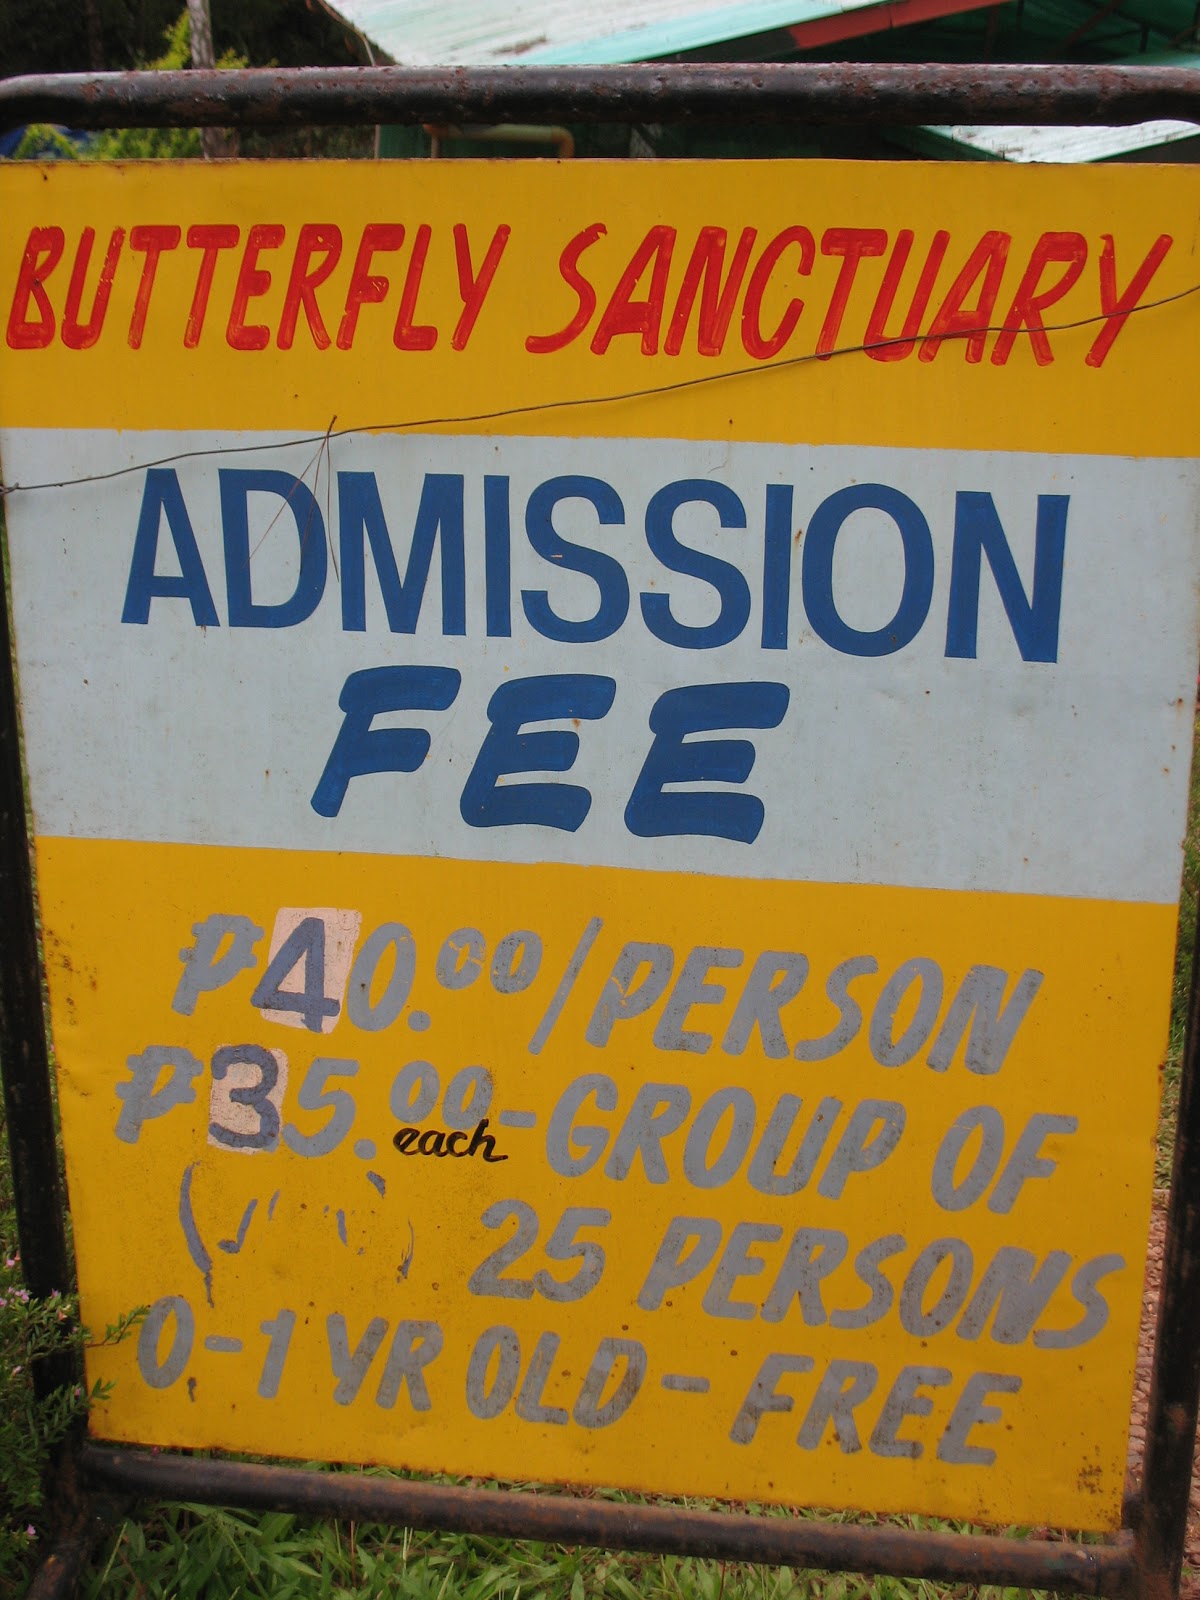 BUTTERFLY SANCTUARY
ADMISSION
FEE
₱40.00/PERSON
₱35.00 each-GROUP OF
25 PERSONS
0-1 YR OLD-FREE